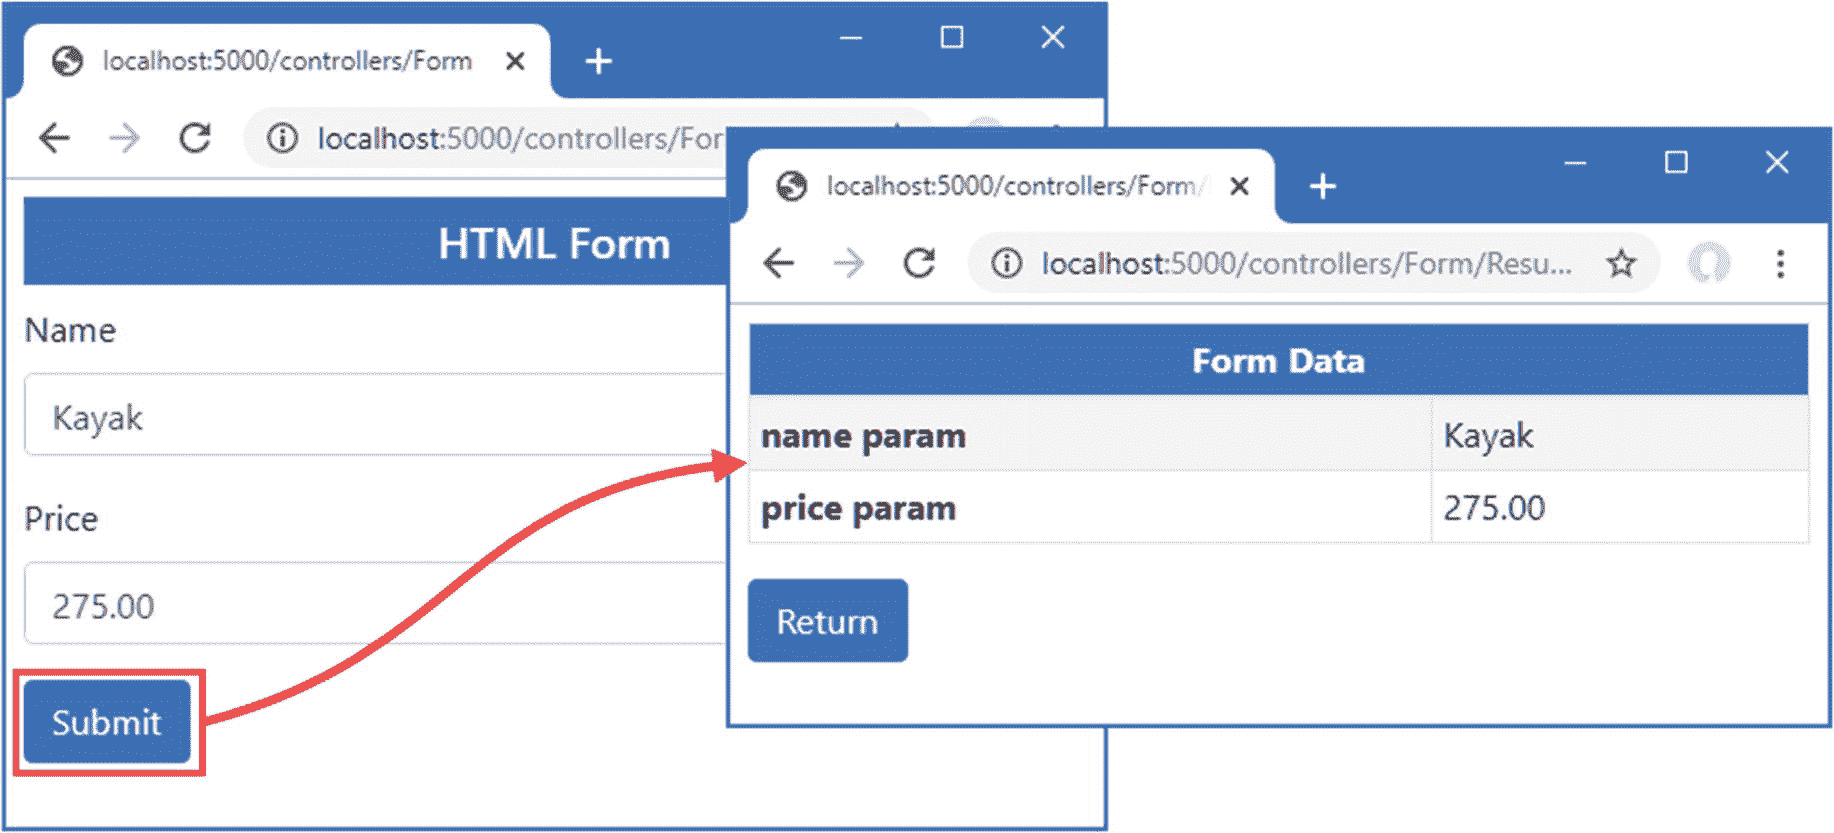 localhost:5000/controllers/Form
localhost:5000/controllers/For
HTML Form
Name
Kayak
Price
275.00
Submit
localhost:5000/controllers/Form/
localhost:5000/controllers/Form/Resu...
Form Data
name param Kayak
price param 275.00
Return